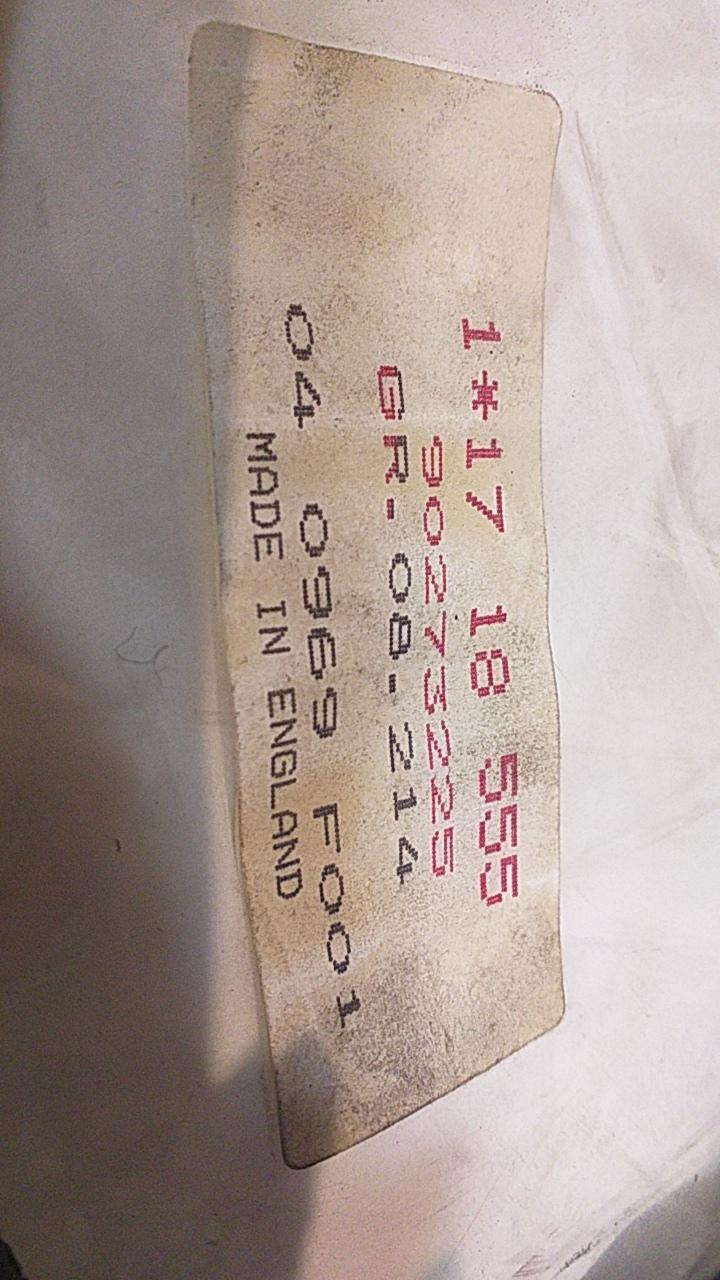 1*17 18 555
90273225
GR.08.214
04 0969 F001
MADE IN ENGLAND